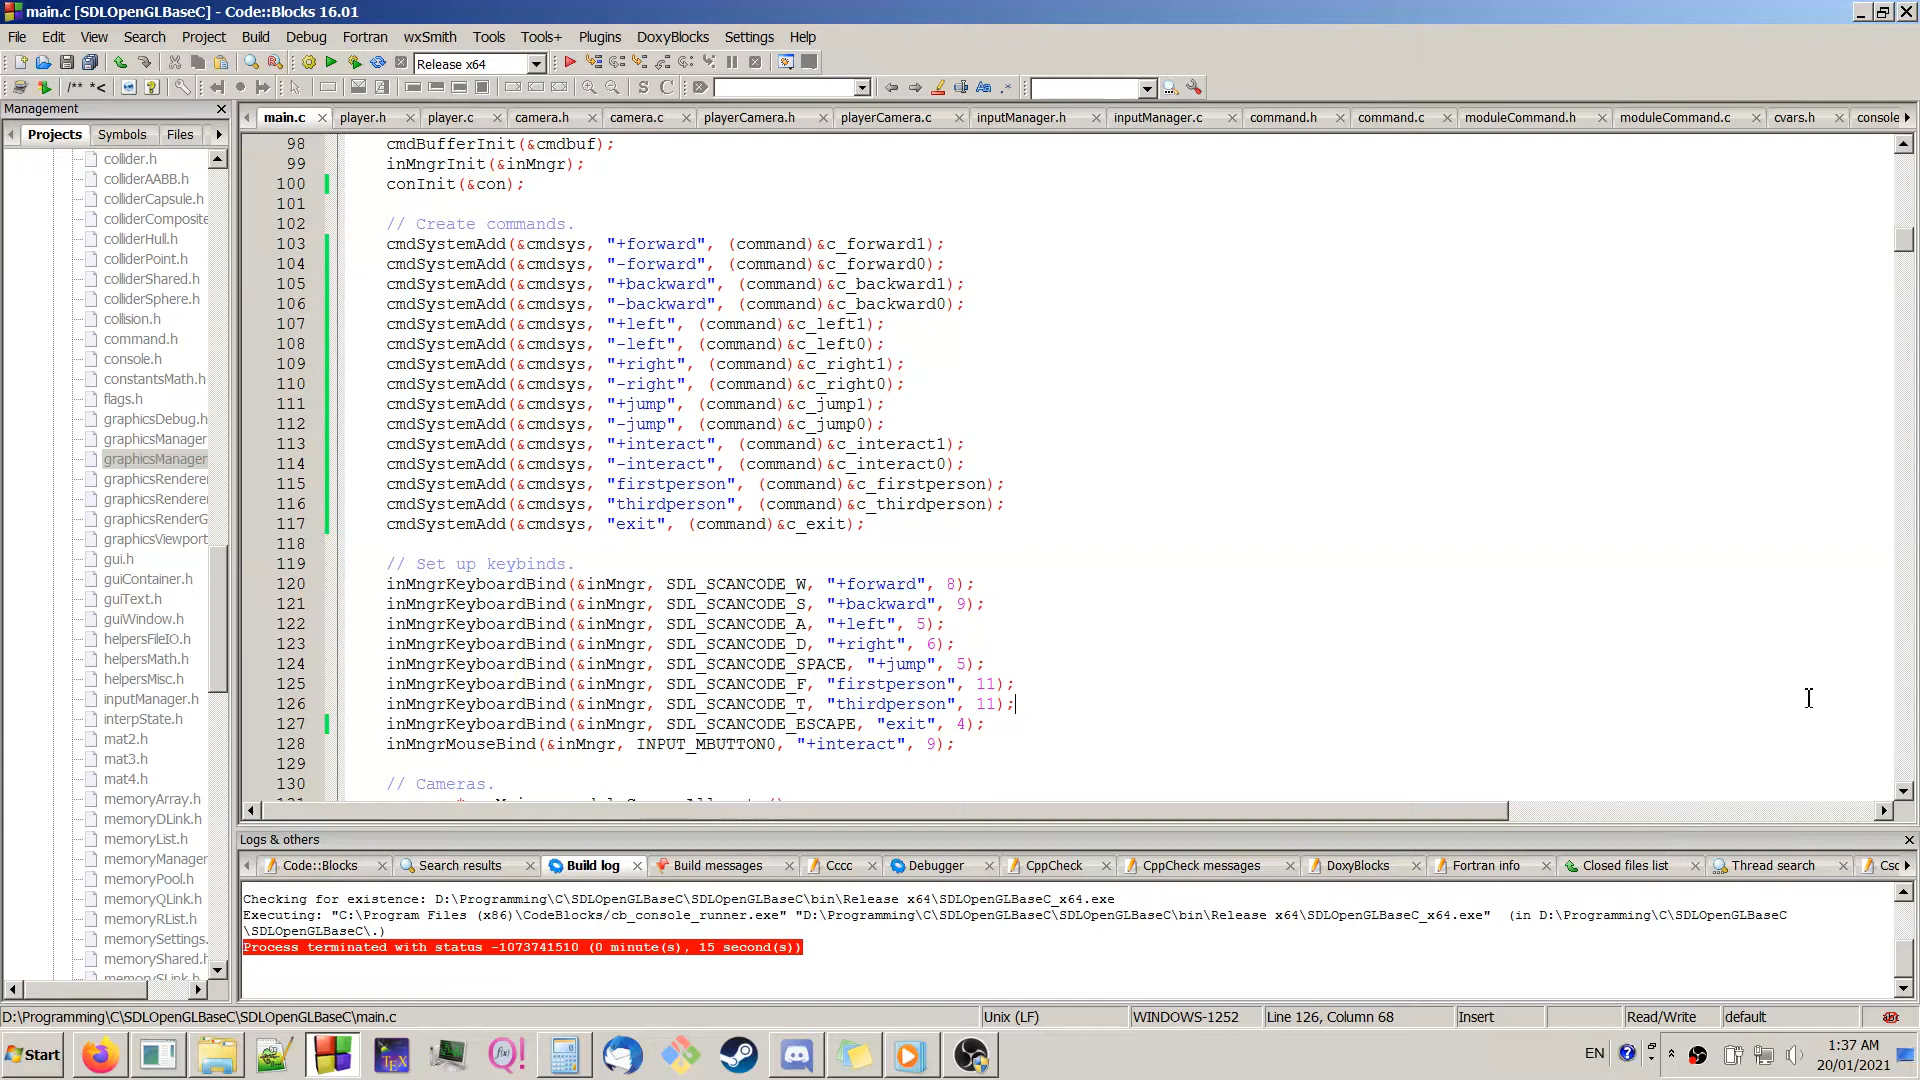 main.c [SDLOpenGLBaseC] - Code::Blocks 16.01
File Edit View Search Project Build Debug Fortran wxSmith Tools Tools+ Plugins DoxyBlocks Settings Help
Release x64
/** *<
S C
Management
main.c player.h player.c camera.h camera.c playerCamera.h playerCamera.c inputManager.h inputManager.c command.h command.c moduleCommand.h moduleCommand.c cvars.h console
Projects Symbols Files
collider.h
colliderAABB.h
colliderCapsule.h
colliderComposite
colliderHull.h
colliderPoint.h
colliderShared.h
colliderSphere.h
collision.h
command.h
console.h
constantsMath.h
flags.h
graphicsDebug.h
graphicsManager
graphicsManager
graphicsRendere
graphicsRendere
graphicsRenderG
graphicsViewport
gui.h
guiContainer.h
guiText.h
guiWindow.h
helpersFileIO.h
helpersMath.h
helpersMisc.h
inputManager.h
interpState.h
mat2.h
mat3.h
mat4.h
memoryArray.h
memoryDLink.h
memoryList.h
memoryManager
memoryPool.h
memoryQLink.h
memoryRList.h
memorySettings.
memoryShared.h
memorySLink.h
98 cmdBufferInit(&cmdbuf);
99 inMngrInit(&inMngr);
100 conInit(&con);
101
102 // Create commands.
103 cmdSystemAdd(&cmdsys, "+forward", (command)&c_forward1);
104 cmdSystemAdd(&cmdsys, "-forward", (command)&c_forward0);
105 cmdSystemAdd(&cmdsys, "+backward", (command)&c_backward1);
106 cmdSystemAdd(&cmdsys, "-backward", (command)&c_backward0);
107 cmdSystemAdd(&cmdsys, "+left", (command)&c_left1);
108 cmdSystemAdd(&cmdsys, "-left", (command)&c_left0);
109 cmdSystemAdd(&cmdsys, "+right", (command)&c_right1);
110 cmdSystemAdd(&cmdsys, "-right", (command)&c_right0);
111 cmdSystemAdd(&cmdsys, "+jump", (command)&c_jump1);
112 cmdSystemAdd(&cmdsys, "-jump", (command)&c_jump0);
113 cmdSystemAdd(&cmdsys, "+interact", (command)&c_interact1);
114 cmdSystemAdd(&cmdsys, "-interact", (command)&c_interact0);
115 cmdSystemAdd(&cmdsys, "firstperson", (command)&c_firstperson);
116 cmdSystemAdd(&cmdsys, "thirdperson", (command)&c_thirdperson);
117 cmdSystemAdd(&cmdsys, "exit", (command)&c_exit);
118
119 // Set up keybinds.
120 inMngrKeyboardBind(&inMngr, SDL_SCANCODE_W, "+forward", 8);
121 inMngrKeyboardBind(&inMngr, SDL_SCANCODE_S, "+backward", 9);
122 inMngrKeyboardBind(&inMngr, SDL_SCANCODE_A, "+left", 5);
123 inMngrKeyboardBind(&inMngr, SDL_SCANCODE_D, "+right", 6);
124 inMngrKeyboardBind(&inMngr, SDL_SCANCODE_SPACE, "+jump", 5);
125 inMngrKeyboardBind(&inMngr, SDL_SCANCODE_F, "firstperson", 11);
126 inMngrKeyboardBind(&inMngr, SDL_SCANCODE_T, "thirdperson", 11);
127 inMngrKeyboardBind(&inMngr, SDL_SCANCODE_ESCAPE, "exit", 4);
128 inMngrMouseBind(&inMngr, INPUT_MBUTTON0, "+interact", 9);
129
130 // Cameras.
Logs & others
Code::Blocks Search results Build log Build messages Cccc Debugger CppCheck CppCheck messages DoxyBlocks Fortran info Closed files list Thread search Csc
Checking for existence: D:\Programming\C\SDLOpenGLBaseC\SDLOpenGLBaseC\bin\Release x64\SDLOpenGLBaseC_x64.exe
Executing: "C:\Program Files (x86)\CodeBlocks/cb_console_runner.exe" "D:\Programming\C\SDLOpenGLBaseC\SDLOpenGLBaseC\bin\Release x64\SDLOpenGLBaseC_x64.exe" (in D:\Programming\C\SDLOpenGLBaseC
\SDLOpenGLBaseC\.)
Process terminated with status -1073741510 (0 minute(s), 15 second(s))
D:\Programming\C\SDLOpenGLBaseC\SDLOpenGLBaseC\main.c Unix (LF) WINDOWS-1252 Line 126, Column 68 Insert Read/Write default
Start
EN
1:37 AM
20/01/2021